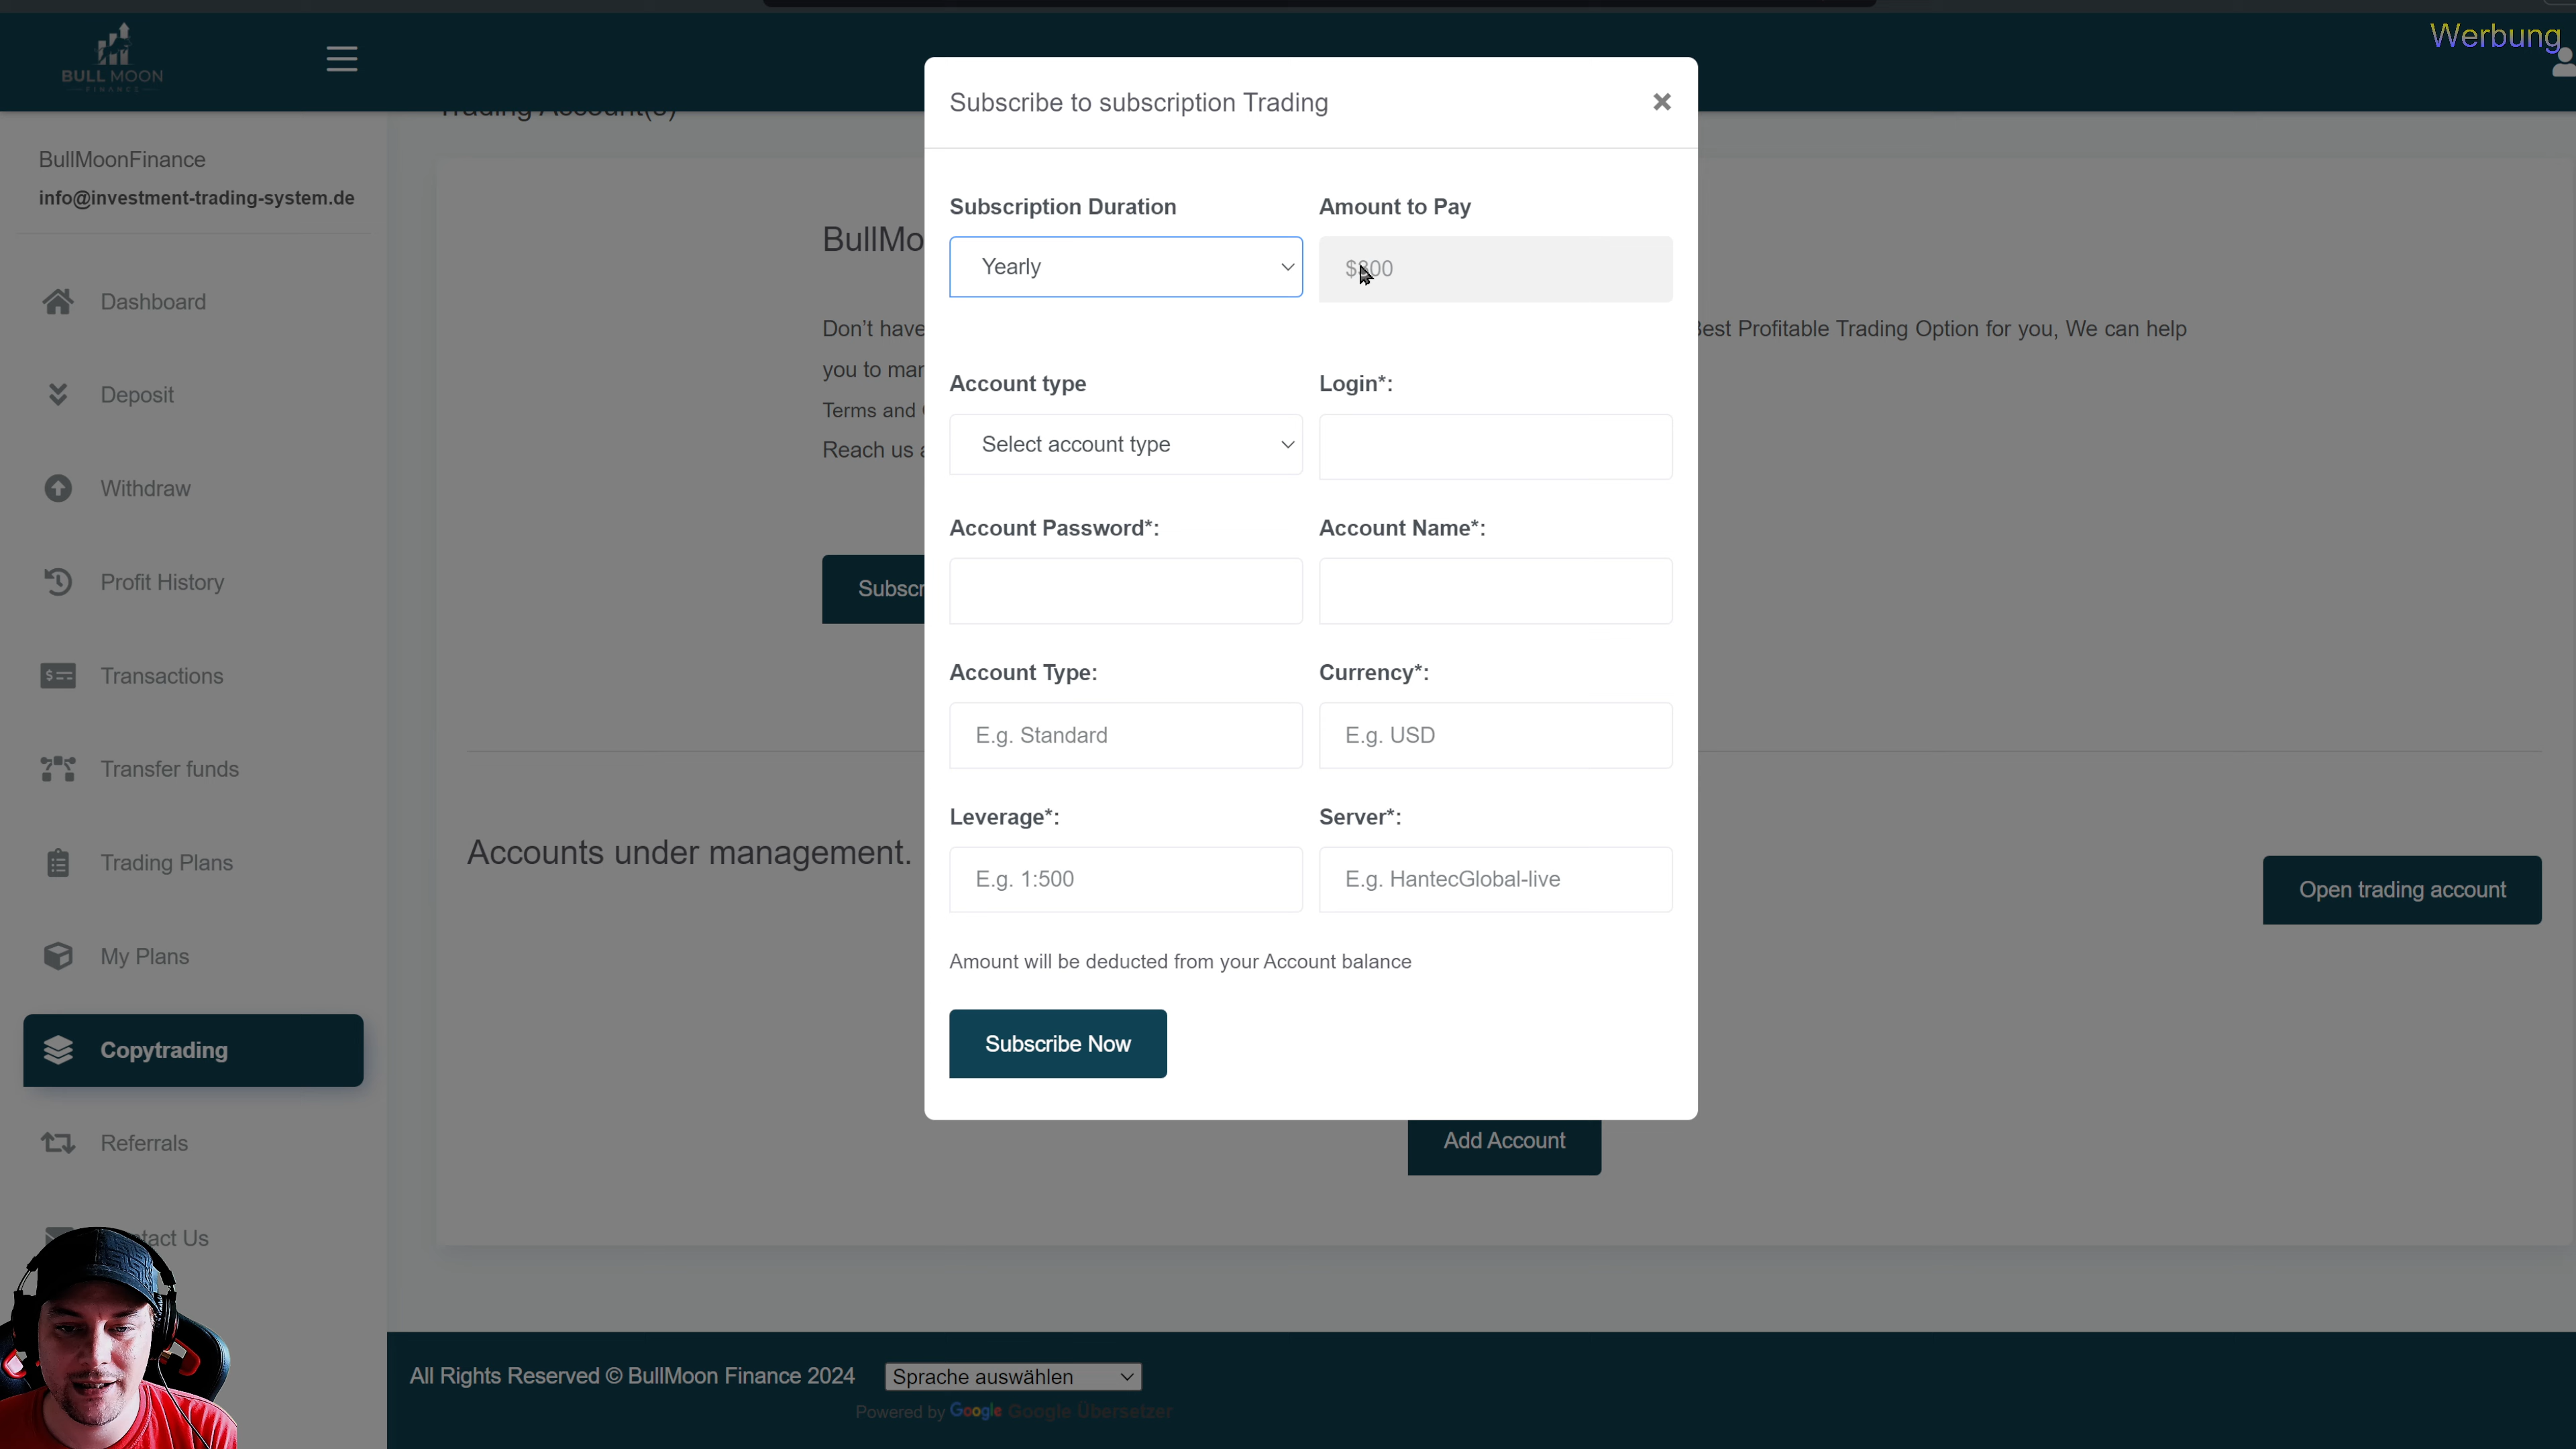 Werbung
BULL MOON
FINANCE
Subscribe to subscription Trading
BullMoonFinance
info@investment-trading-system.de
Dashboard
Deposit
Withdraw
Profit History
Transactions
Transfer funds
Trading Plans
My Plans
Copytrading
Referrals
Trading Account(s)
BullMo
Don't have
Best Profitable Trading Option for you, We can help
you to mar
Terms and
Reach us
Subscr
Subscription Duration
Amount to Pay
Yearly
Account type
Login*:
Select account type
Account Password*:
Account Name*:
Account Type:
Currency*:
E.g. Standard
E.g. USD
Leverage*:
Server*:
E.g. 1:500
E.g. HantecGlobal-live
Amount will be deducted from your Account balance
Subscribe Now
Accounts under management.
Open trading account
Add Account
tact Us
All Rights Reserved © BullMoon Finance 2024
Sprache auswählen
Powered by Google Google Übersetzer